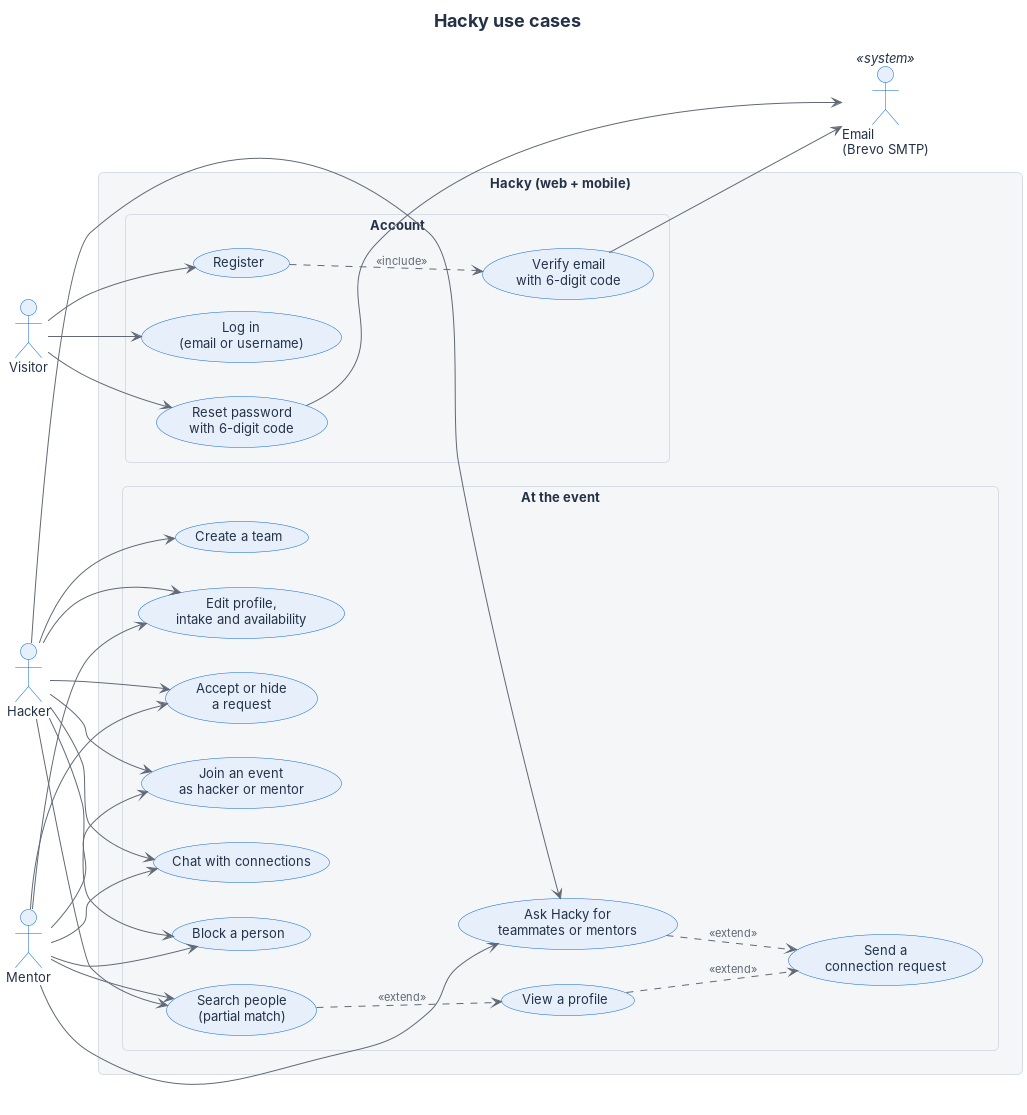 Hacky use cases
«system»
Email
(Brevo SMTP)
Hacky (web + mobile)
Account
Register
«include»
Verify email
with 6-digit code
Visitor
Log in
(email or username)
Reset password
with 6-digit code
At the event
Create a team
Edit profile,
intake and availability
Hacker
Accept or hide
a request
Join an event
as hacker or mentor
Chat with connections
Mentor
Block a person
Ask Hacky for
teammates or mentors
«extend»
Send a
connection request
«extend»
Search people
(partial match)
«extend»
View a profile